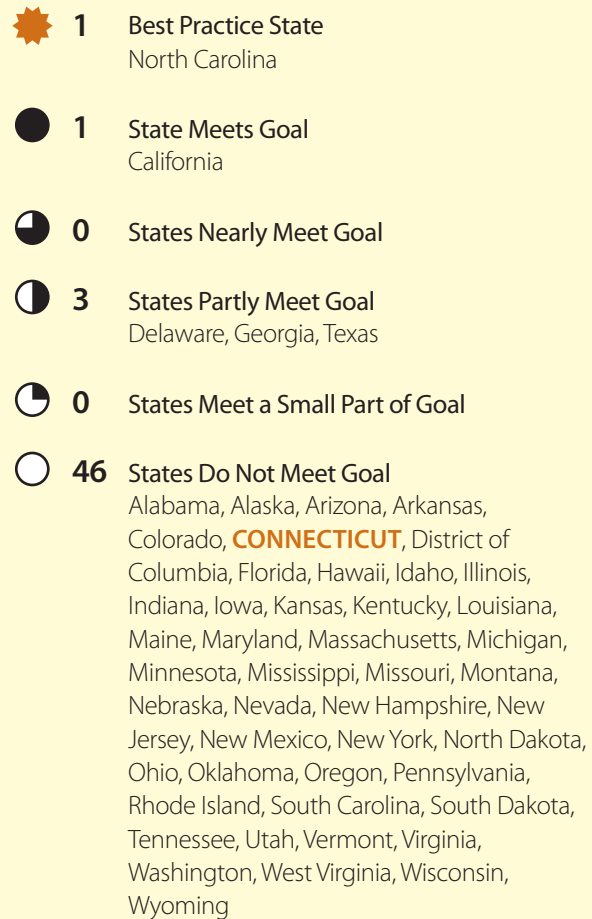 1 Best Practice State
North Carolina
1 State Meets Goal
California
0 States Nearly Meet Goal
3 States Partly Meet Goal
Delaware, Georgia, Texas
0 States Meet a Small Part of Goal
46 States Do Not Meet Goal
Alabama, Alaska, Arizona, Arkansas,
Colorado, CONNECTICUT, District of
Columbia, Florida, Hawaii, Idaho, Illinois,
Indiana, Iowa, Kansas, Kentucky, Louisiana,
Maine, Maryland, Massachusetts, Michigan,
Minnesota, Mississippi, Missouri, Montana,
Nebraska, Nevada, New Hampshire, New
Jersey, New Mexico, New York, North Dakota,
Ohio, Oklahoma, Oregon, Pennsylvania,
Rhode Island, South Carolina, South Dakota,
Tennessee, Utah, Vermont, Virginia,
Washington, West Virginia, Wisconsin,
Wyoming